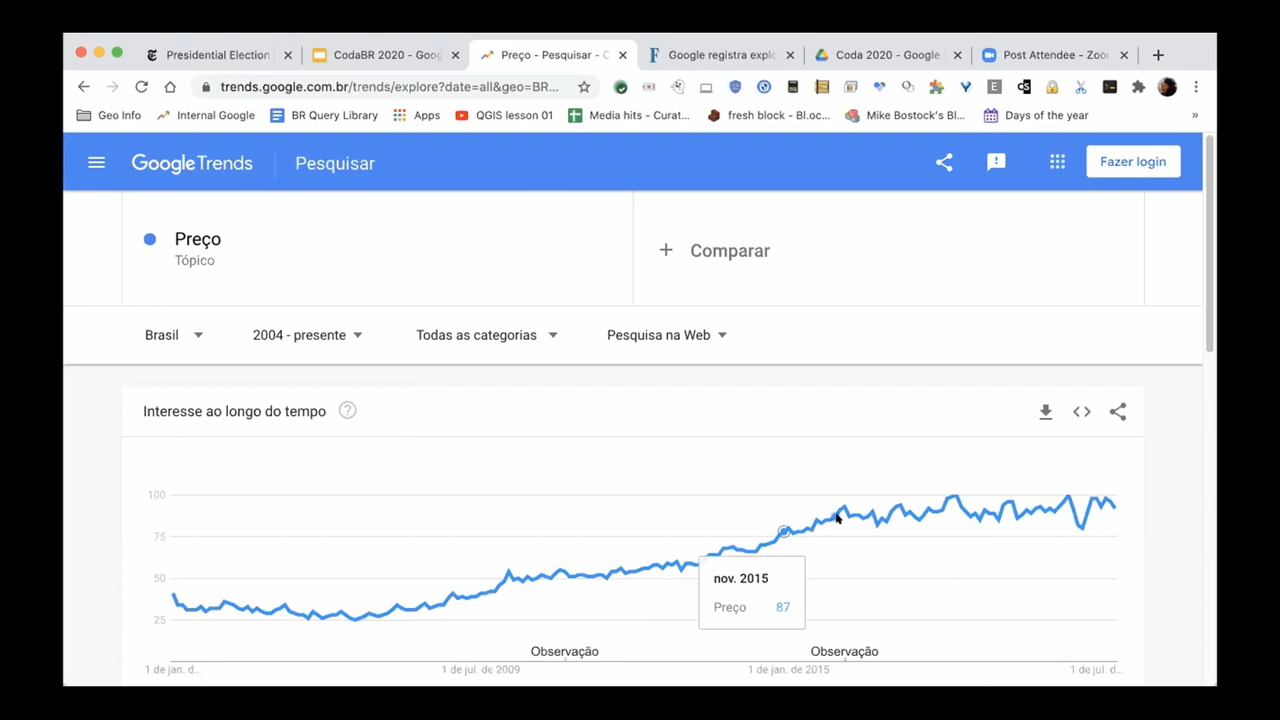 Presidential Election
CodaBR 2020 - Goog
Preço - Pesquisar - G
Google registra explo
Coda 2020 - Google
Post Attendee - Zoo
trends.google.com.br/trends/explore?date=all&geo=BR...
Geo Info
Internal Google
BR Query Library
Apps
QGIS lesson 01
Media hits - Curat...
fresh block - Bl.oc...
Mike Bostock's Bl...
Days of the year
»
Google Trends
Pesquisar
Fazer login
Preço
Tópico
+ Comparar
Brasil
2004 - presente
Todas as categorias
Pesquisa na Web
Interesse ao longo do tempo
100
75
50
25
nov. 2015
Preço 87
Observação
Observação
1 de jan. d...
1 de jul. de 2009
1 de jan. de 2015
1 de jul. d...